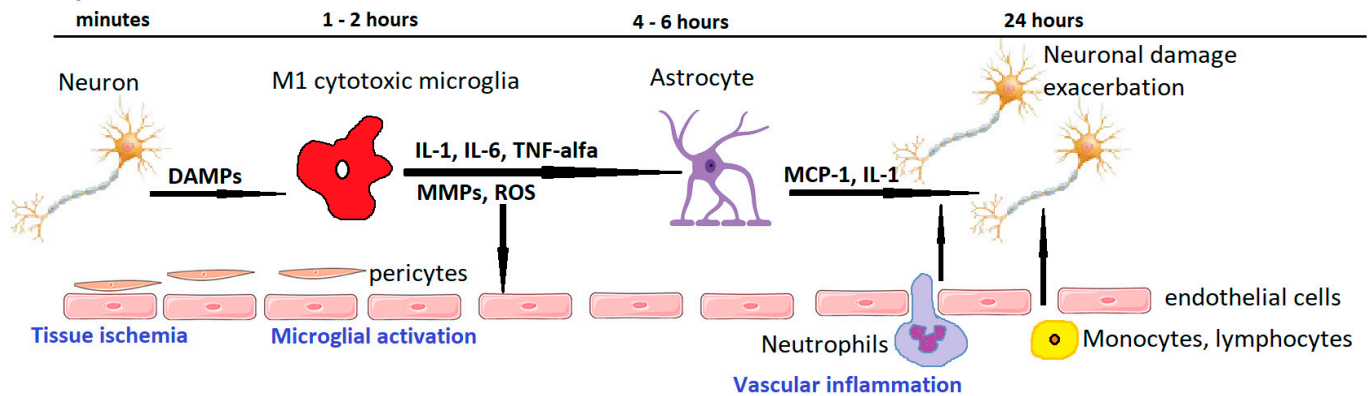 minutes
1 - 2 hours
4 - 6 hours
24 hours
Neuron
M1 cytotoxic microglia
Astrocyte
Neuronal damage
exacerbation
DAMPs
IL-1, IL-6, TNF-alfa
MMPs, ROS
MCP-1, IL-1
pericytes
endothelial cells
Tissue ischemia
Microglial activation
Neutrophils
Monocytes, lymphocytes
Vascular inflammation